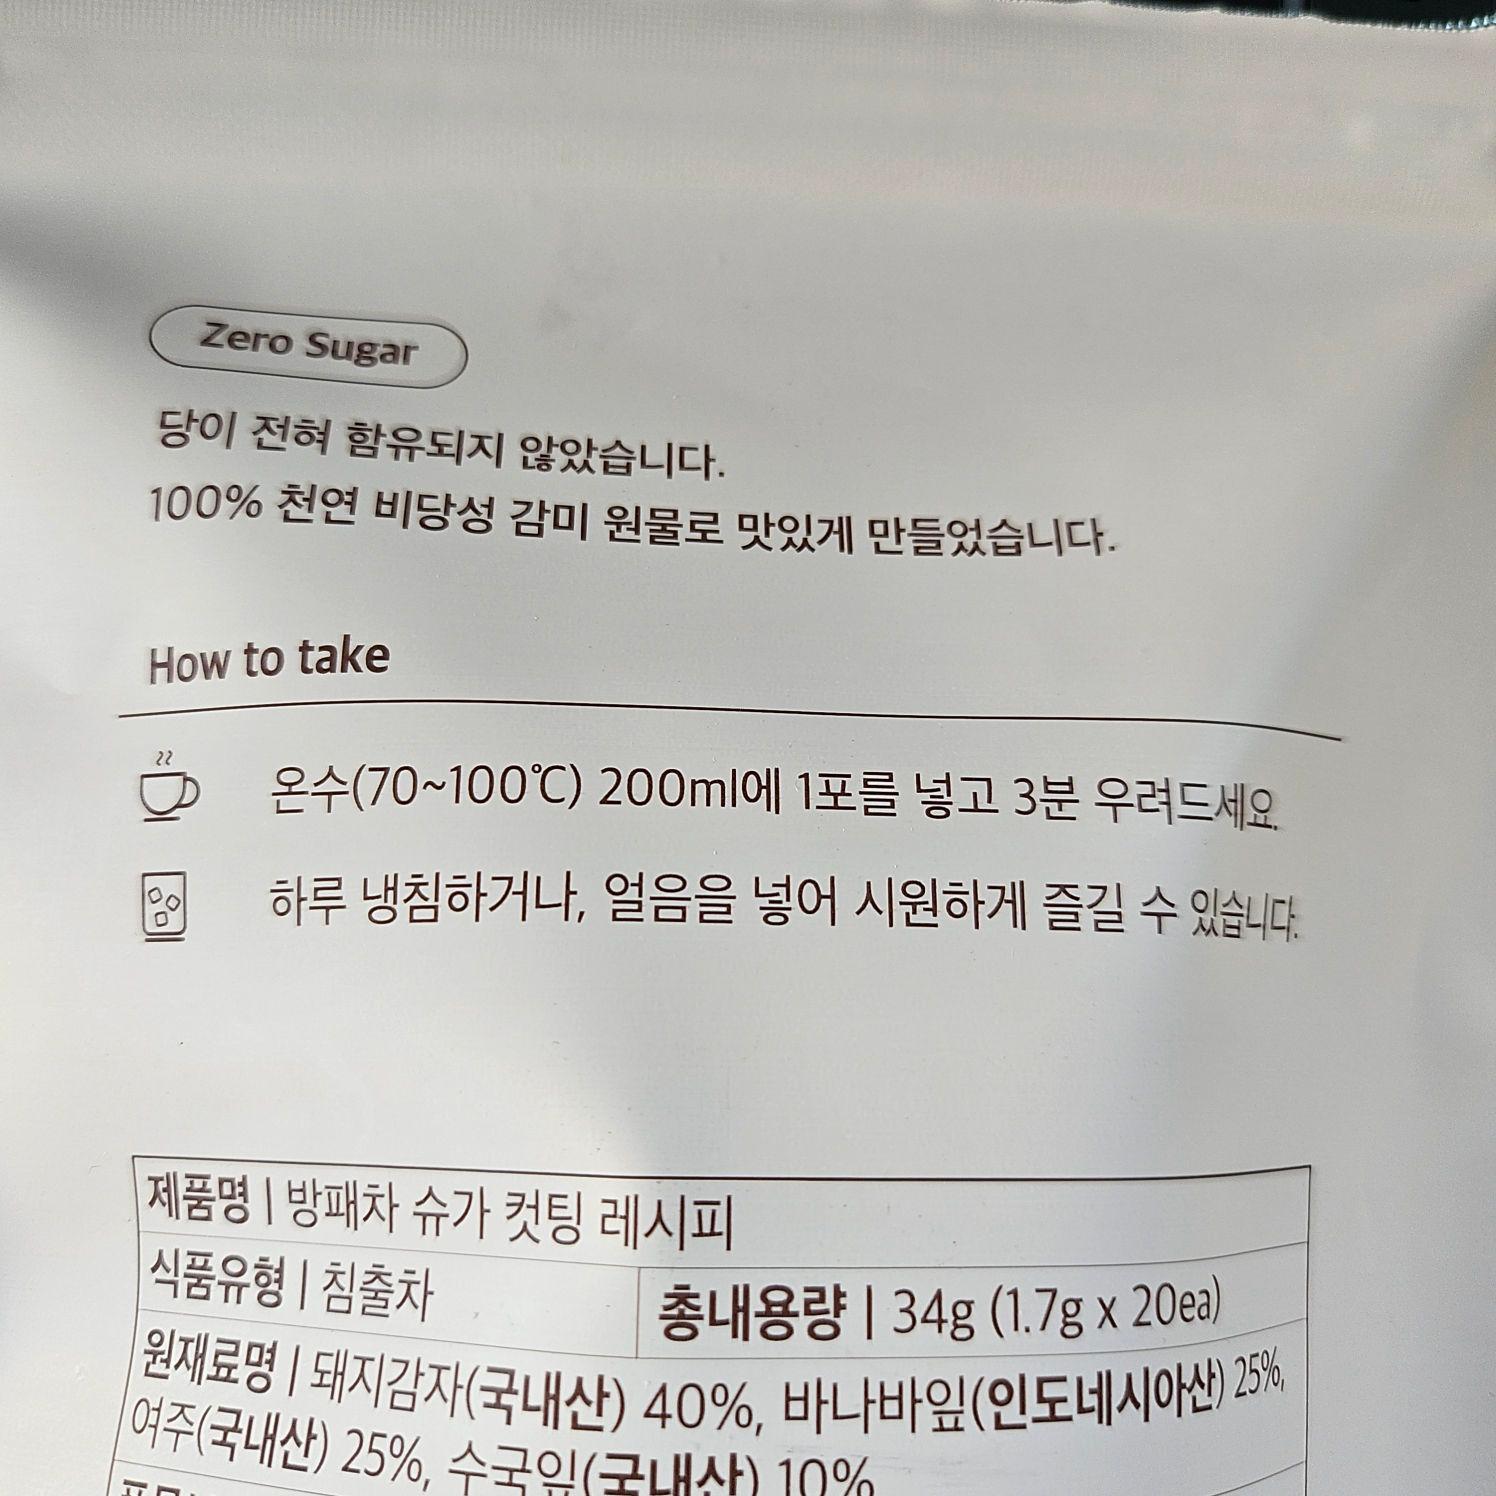 Zero Sugar
당이 전혀 함유되지 않았습니다.
100% 천연 비당성 감미 원물로 맛있게 만들었습니다.
How to take
온수(70~100℃) 200ml에 1포를 넣고 3분 우려드세요.
하루 냉침하거나, 얼음을 넣어 시원하게 즐길 수 있습니다.
제품명 | 방패차 슈가 컷팅 레시피
식품유형 | 침출차
총내용량 | 34g (1.7g x 20ea)
원재료명 | 돼지감자(국내산) 40%, 바나바잎(인도네시아산) 25%,
여주(국내산) 25%, 수국잎(국내산) 10%